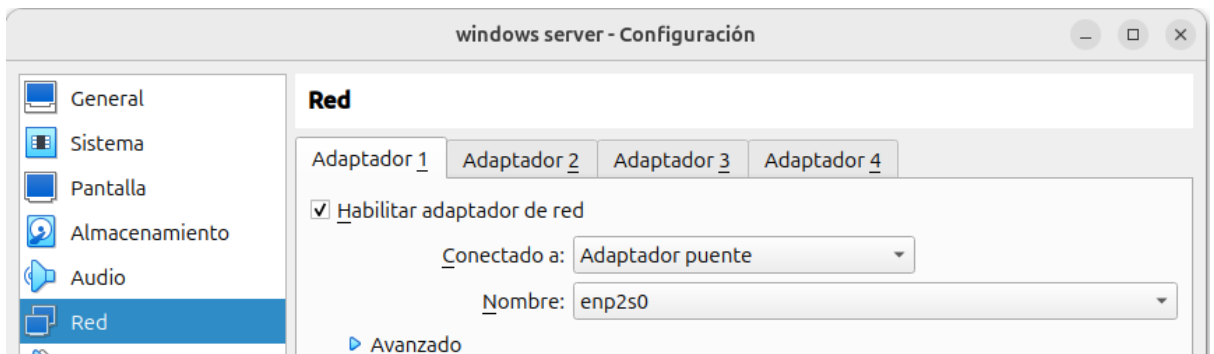 windows server - Configuración
General
Sistema
Pantalla
Almacenamiento
Audio
Red
Red
Adaptador 1 Adaptador 2 Adaptador 3 Adaptador 4
Habilitar adaptador de red
Conectado a: Adaptador puente
Nombre: enp2s0
Avanzado